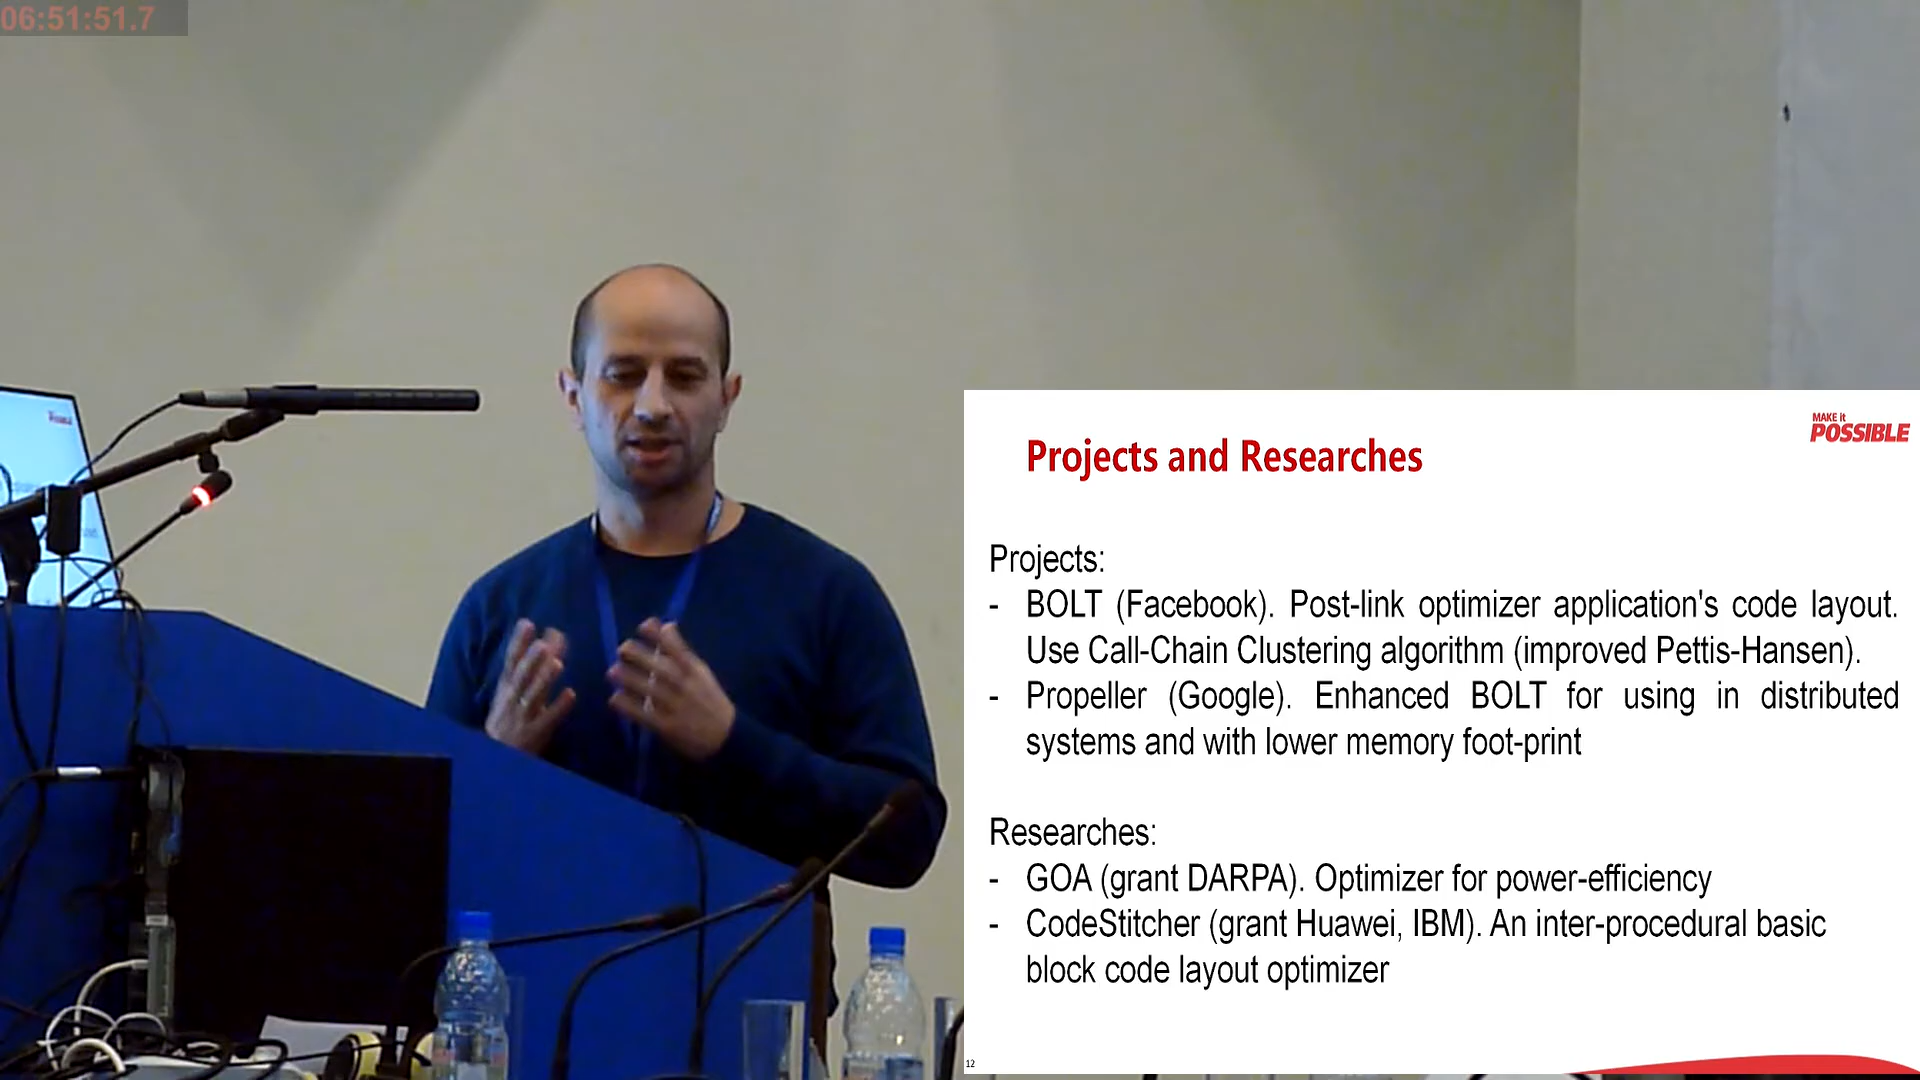 06:51:51.7
MAKE it
POSSIBLE
Projects and Researches
Projects:
- BOLT (Facebook). Post-link optimizer application's code layout.
Use Call-Chain Clustering algorithm (improved Pettis-Hansen).
- Propeller (Google). Enhanced BOLT for using in distributed
systems and with lower memory foot-print
Researches:
- GOA (grant DARPA). Optimizer for power-efficiency
- CodeStitcher (grant Huawei, IBM). An inter-procedural basic
block code layout optimizer
12